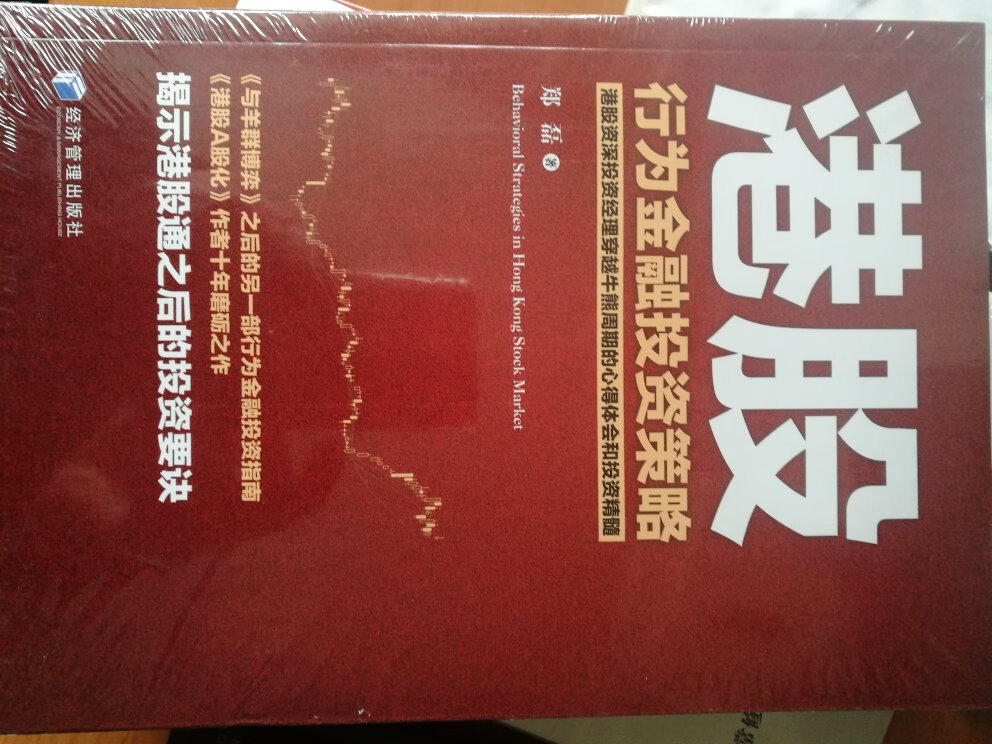 港股
行为金融投资策略
港股资深投资经理穿越牛熊周期的心得体会和投资精髓
郑 磊 著
Behavioral Strategies in Hong Kong Stock Market
《与羊群博弈》之后的另一部行为金融投资指南
《港股A股化》作者十年磨砺之作
揭示港股通之后的投资要诀
经济管理出版社
ECONOMY & MANAGEMENT PUBLISHING HOUSE